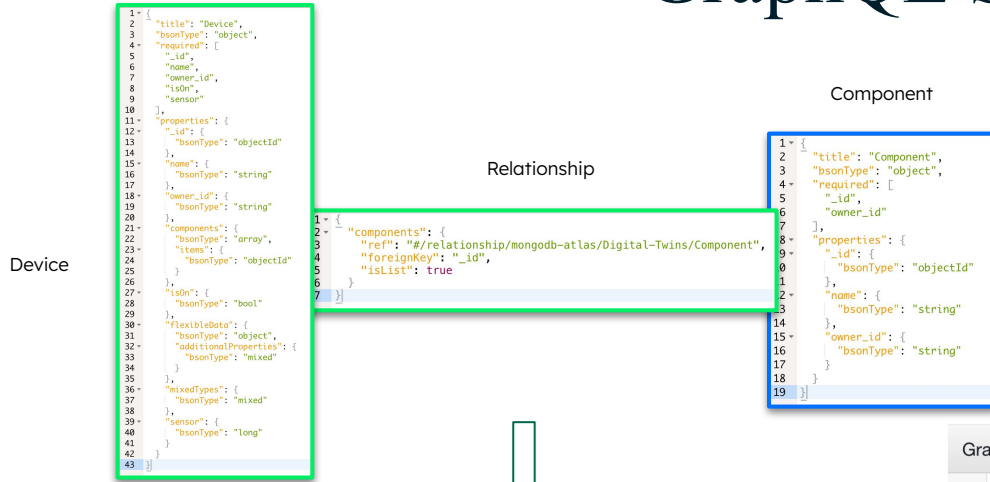 Device
1 {
2 "title": "Device",
3 "bsonType": "object",
4 "required": [
5 "_id",
6 "name",
7 "owner_id",
8 "isOn",
9 "sensor"
10 ],
11 "properties": {
12 "_id": {
13 "bsonType": "objectId"
14 },
15 "name": {
16 "bsonType": "string"
17 },
18 "owner_id": {
19 "bsonType": "string"
20 },
21 "components": {
22 "bsonType": "array",
23 "items": {
24 "bsonType": "objectId"
25 }
26 },
27 "isOn": {
28 "bsonType": "bool"
29 },
30 "flexibleData": {
31 "bsonType": "object",
32 "additionalProperties": {
33 "bsonType": "mixed"
34 }
35 },
36 "mixedTypes": {
37 "bsonType": "mixed"
38 },
39 "sensor": {
40 "bsonType": "long"
41 }
42 }
43 }
Relationship
1 {
2 "components": {
3 "ref": "#/relationship/mongodb-atlas/Digital-Twins/Component",
4 "foreignKey": "_id",
5 "isList": true
6 }
7 }
Component
1 {
2 "title": "Component",
3 "bsonType": "object",
4 "required": [
5 "_id",
6 "owner_id"
7 ],
8 "properties": {
9 "_id": {
0 "bsonType": "objectId"
1 },
2 "name": {
3 "bsonType": "string"
14 },
15 "owner_id": {
16 "bsonType": "string"
17 }
18 }
19 }
Gra